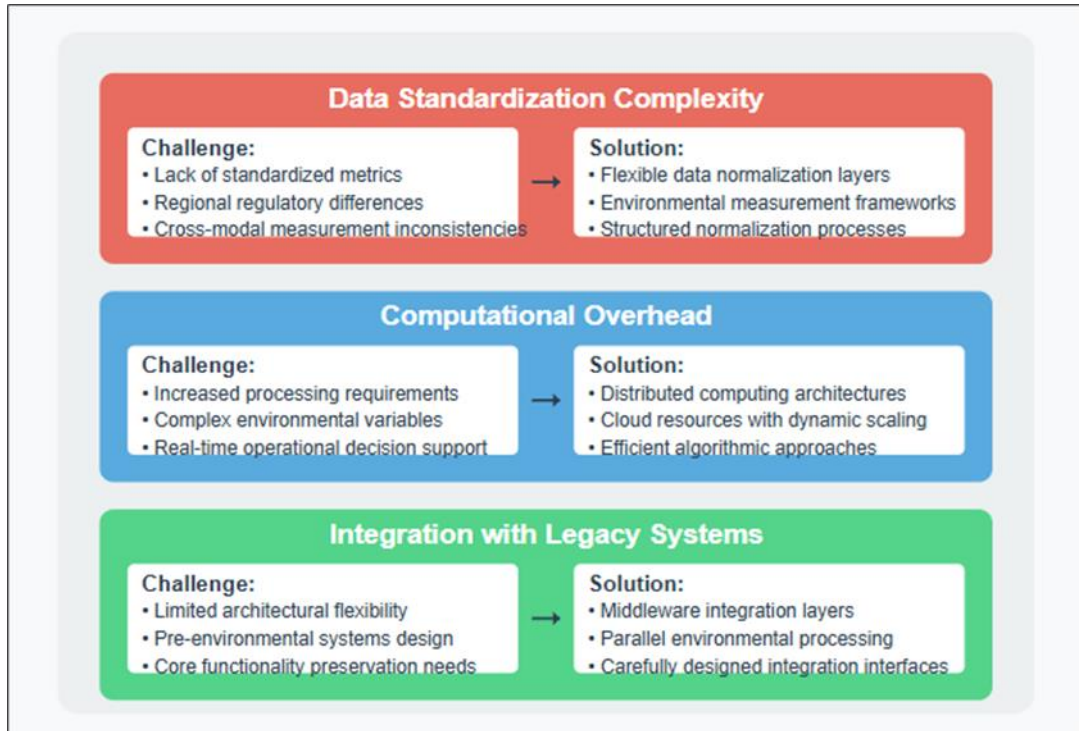 Data Standardization Complexity
Challenge:
• Lack of standardized metrics
• Regional regulatory differences
• Cross-modal measurement inconsistencies
→
Solution:
• Flexible data normalization layers
• Environmental measurement frameworks
• Structured normalization processes
Computational Overhead
Challenge:
• Increased processing requirements
• Complex environmental variables
• Real-time operational decision support
→
Solution:
• Distributed computing architectures
• Cloud resources with dynamic scaling
• Efficient algorithmic approaches
Integration with Legacy Systems
Challenge:
• Limited architectural flexibility
• Pre-environmental systems design
• Core functionality preservation needs
→
Solution:
• Middleware integration layers
• Parallel environmental processing
• Carefully designed integration interfaces